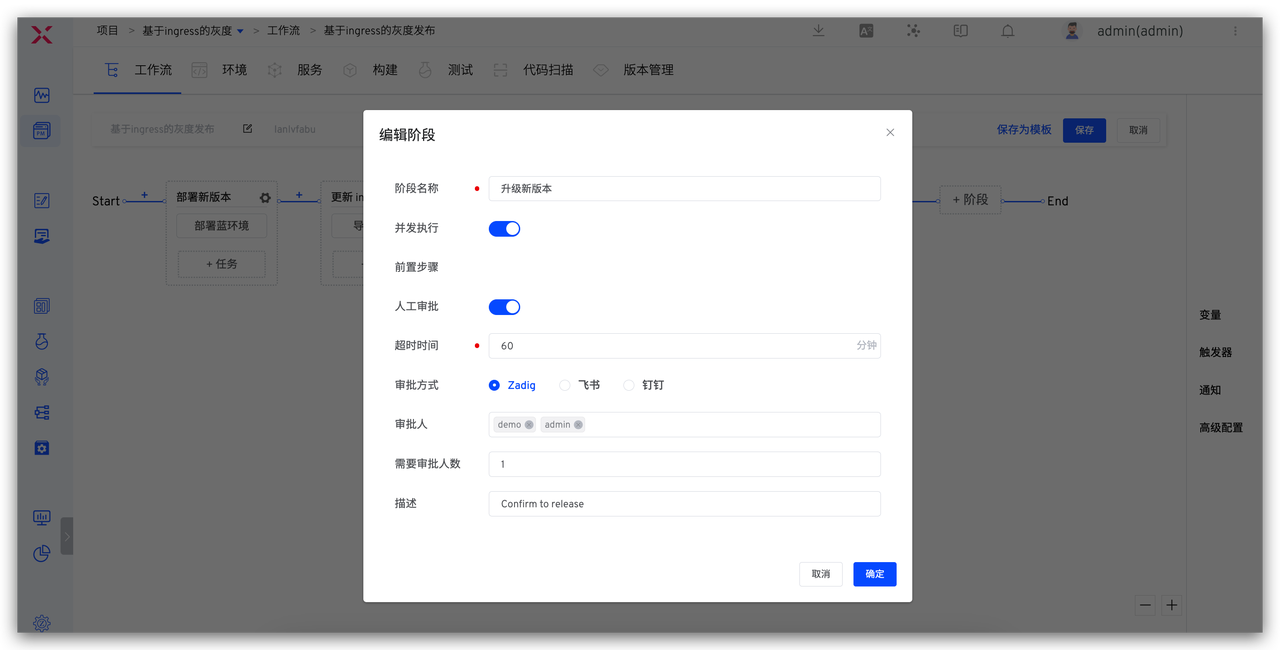 项目 > 基于ingress的灰度 > 工作流 > 基于ingress的灰度发布
admin(admin)
工作流 环境 服务 构建 测试 代码扫描 版本管理
基于ingress的灰度发布 lanlvfabu
保存为模板 保存 取消
Start
部署新版本
部署蓝环境
+ 任务
更新 in
导
+ 阶段
End
变量
触发器
通知
高级配置
编辑阶段
阶段名称 升级新版本
并发执行
前置步骤
人工审批
超时时间 60 分钟
审批方式 Zadig 飞书 钉钉
审批人 demo admin
需要审批人数 1
描述 Confirm to release
取消 确定